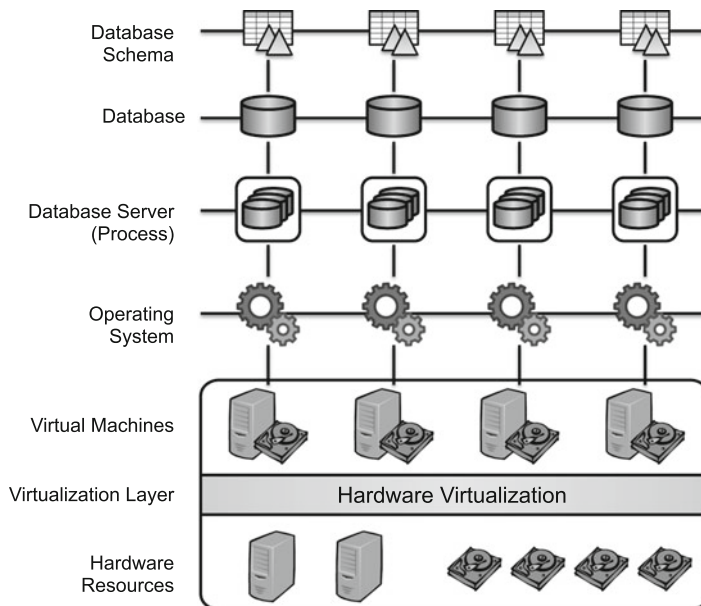 Database
Schema
Database
Database Server
(Process)
Operating
System
Virtual Machines
Virtualization Layer
Hardware Virtualization
Hardware
Resources